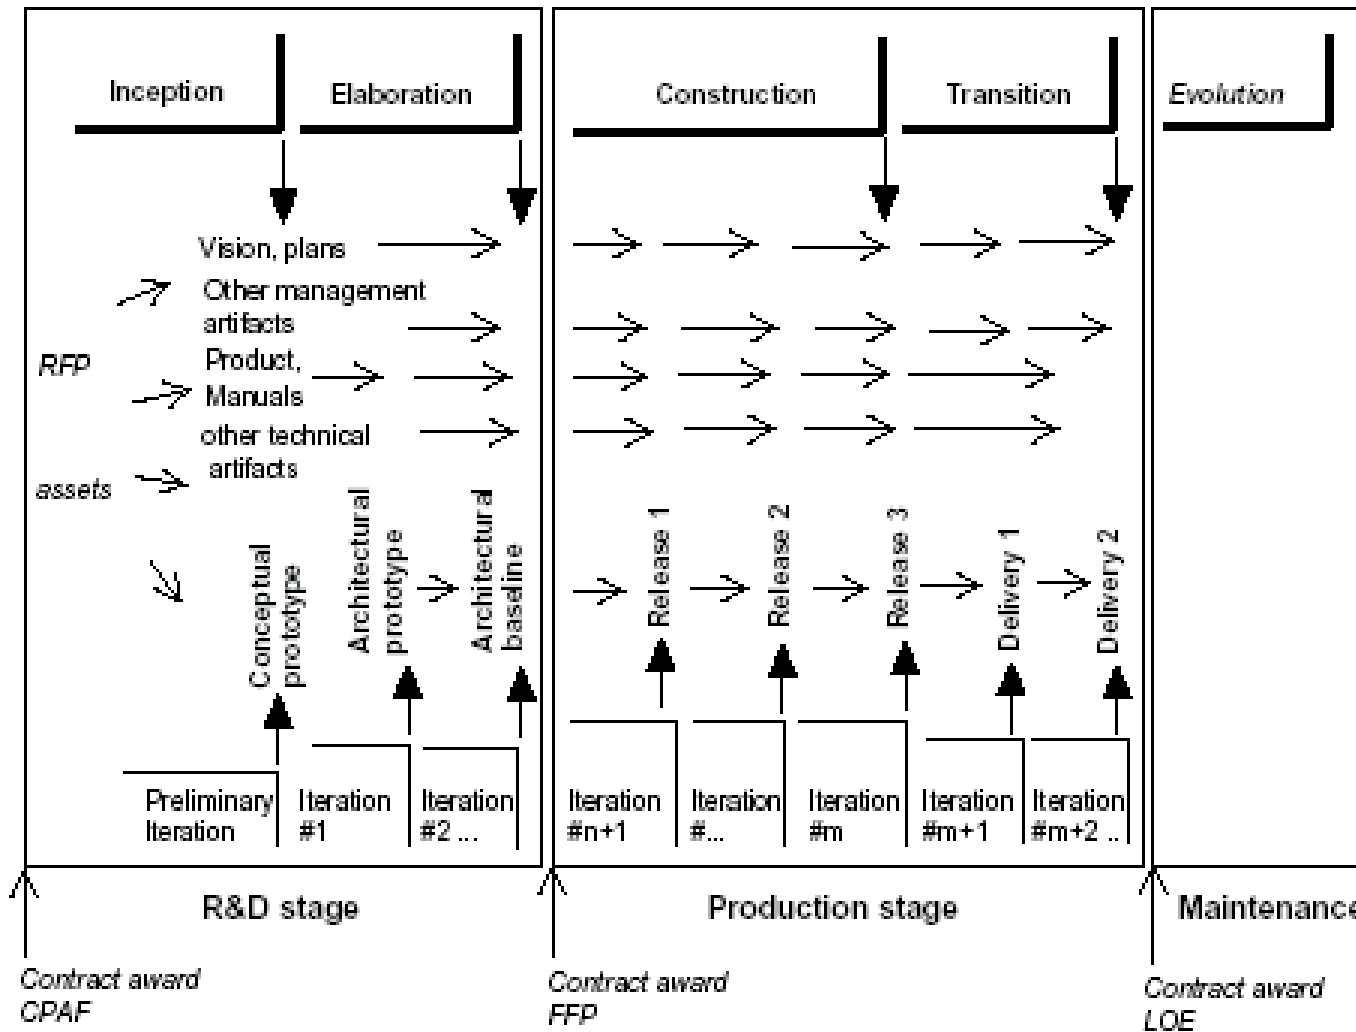 Inception
Elaboration
Construction
Transition
Evolution
Vision, plans
Other management
artifacts
RFP
Product,
Manuals
other technical
artifacts
assets
Conceptual
prototype
Architectural
prototype
Architectural
baseline
Release 1
Release 2
Release 3
Delivery 1
Delivery 2
Preliminary
Iteration
Iteration
#1
Iteration
#2 ...
Iteration
#n+1
Iteration
#...
Iteration
#m
Iteration
#m+1
Iteration
#m+2 ..
R&D stage
Production stage
Maintenance
Contract award
CPAF
Contract award
FFP
Contract award
LOE